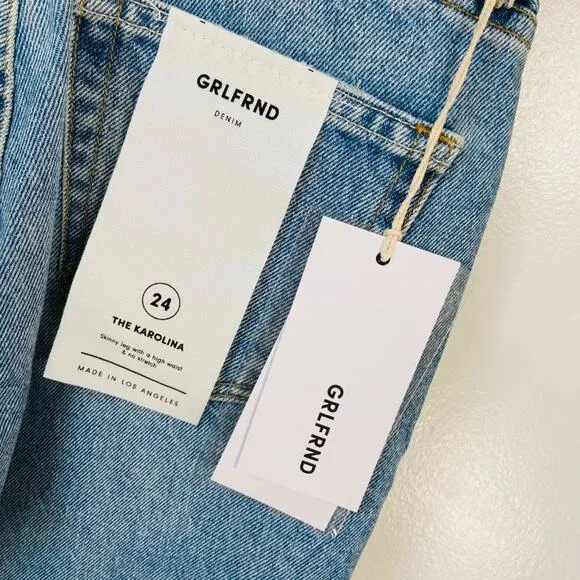 GRLFRND
DENIM
24
THE KAROLINA
Skinny leg with a high waist
& no stretch
MADE IN LOS ANGELES
GRLFRND